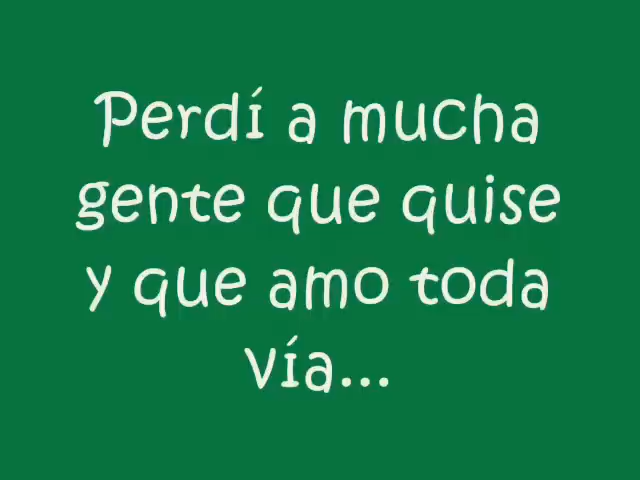 Perdí a mucha
gente que quise
y que amo toda
vía...